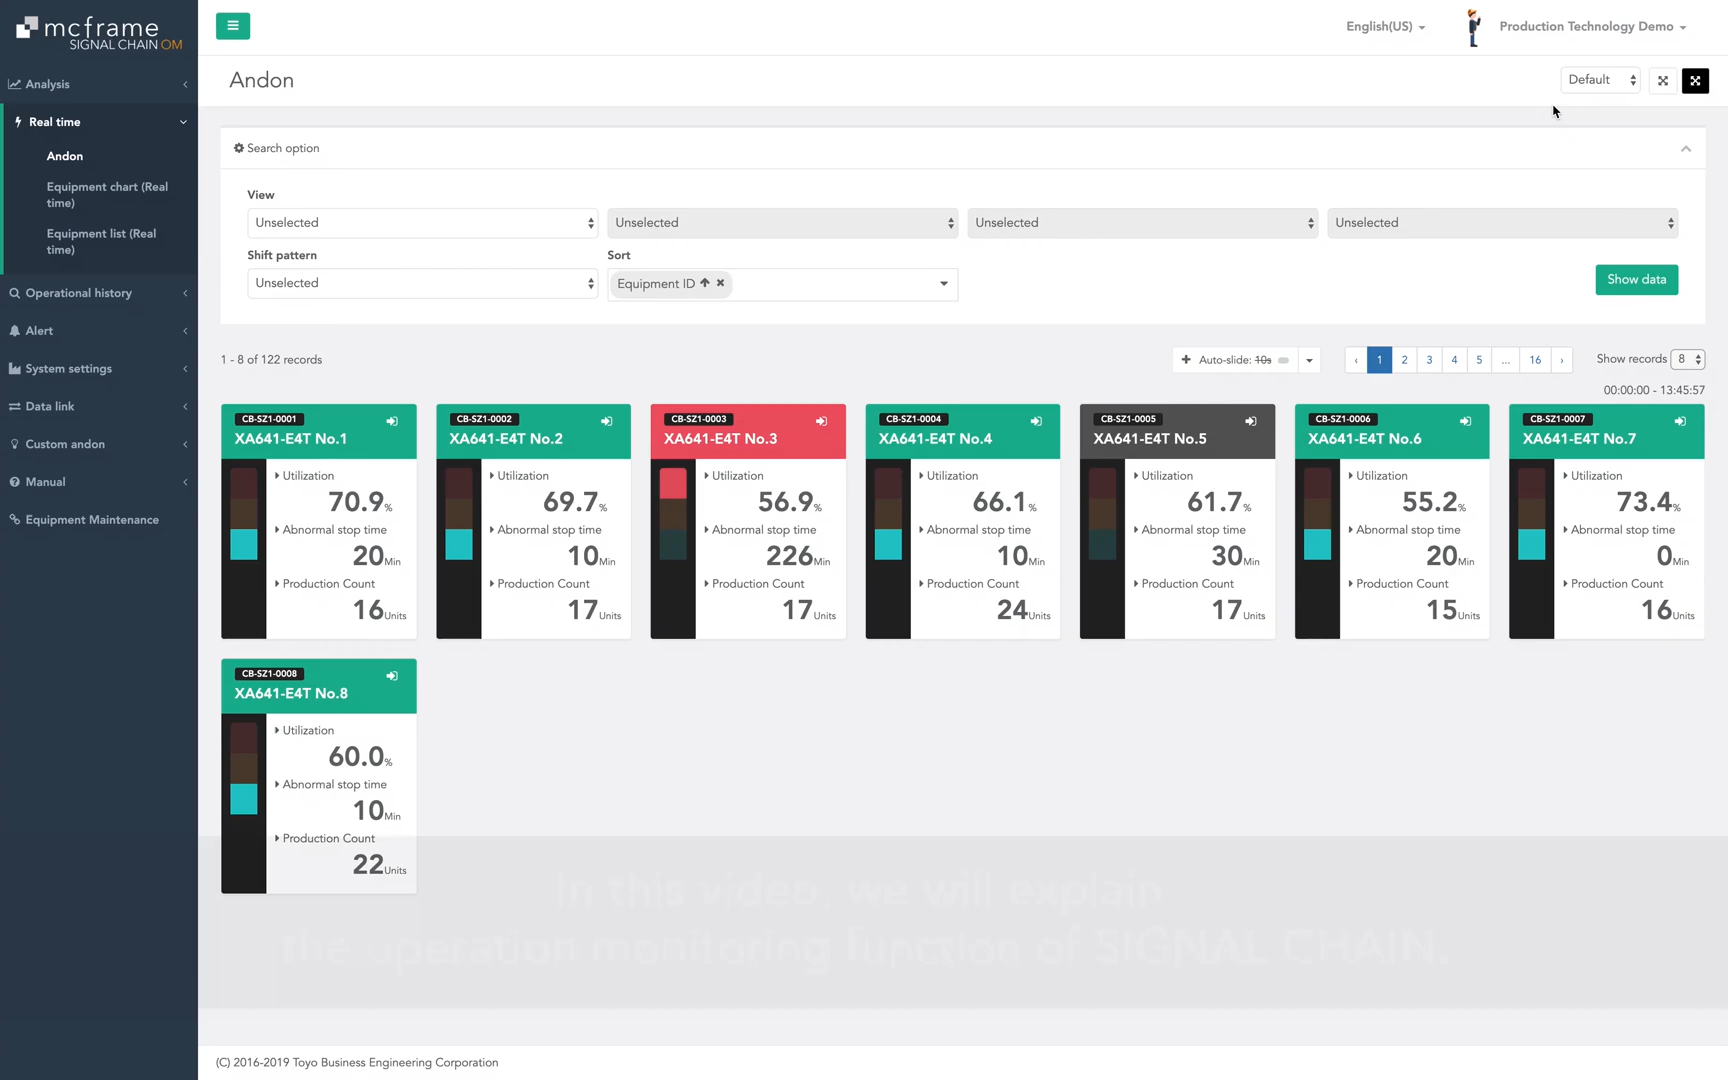 mcframe
SIGNAL CHAIN OM
Analysis
Real time
Andon
Equipment chart (Real
time)
Equipment list (Real
time)
Operational history
Alert
System settings
Data link
Custom andon
Manual
Equipment Maintenance
English(US)
Production Technology Demo
Andon
Default
Search option
View
Unselected
Unselected
Unselected
Unselected
Shift pattern
Sort
Unselected
Equipment ID
Show data
1 - 8 of 122 records
Auto-slide: 10s
‹ 1 2 3 4 5 ... 16 ›
Show records 8
00:00:00 - 13:45:57
CB-SZ1-0001
XA641-E4T No.1
Utilization
70.9%
Abnormal stop time
20Min
Production Count
16Units
CB-SZ1-0002
XA641-E4T No.2
Utilization
69.7%
Abnormal stop time
10Min
Production Count
17Units
CB-SZ1-0003
XA641-E4T No.3
Utilization
56.9%
Abnormal stop time
226Min
Production Count
17Units
CB-SZ1-0004
XA641-E4T No.4
Utilization
66.1%
Abnormal stop time
10Min
Production Count
24Units
CB-SZ1-0005
XA641-E4T No.5
Utilization
61.7%
Abnormal stop time
30Min
Production Count
17Units
CB-SZ1-0006
XA641-E4T No.6
Utilization
55.2%
Abnormal stop time
20Min
Production Count
15Units
CB-SZ1-0007
XA641-E4T No.7
Utilization
73.4%
Abnormal stop time
0Min
Production Count
16Units
CB-SZ1-0008
XA641-E4T No.8
Utilization
60.0%
Abnormal stop time
10Min
Production Count
22Units
In this video, we will explain
the operation monitoring function of SIGNAL CHAIN.
(C) 2016-2019 Toyo Business Engineering Corporation